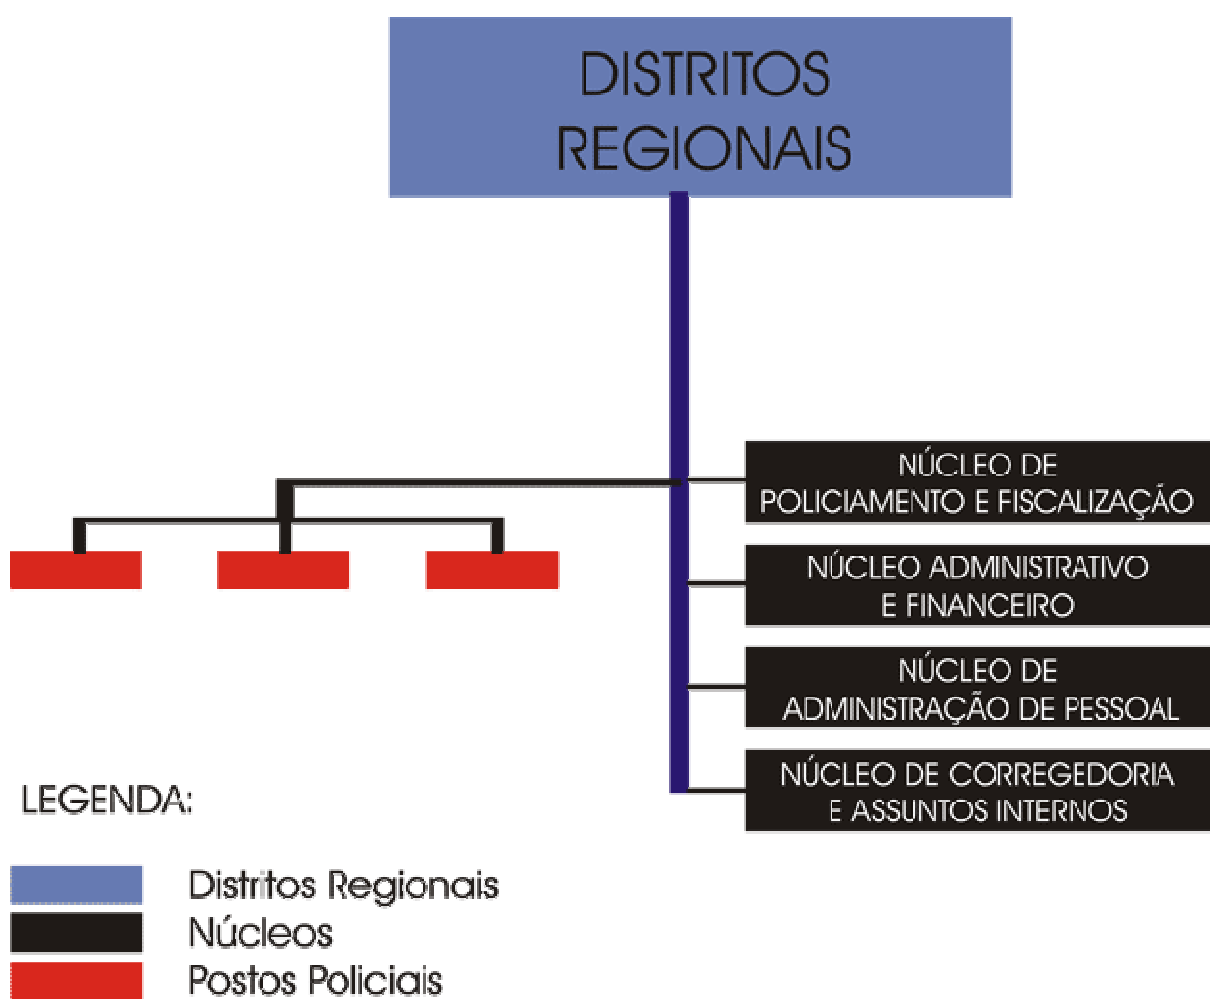 DISTRITOS
REGIONAIS
NÚCLEO DE
POLICIAMENTO E FISCALIZAÇÃO
NÚCLEO ADMINISTRATIVO
E FINANCEIRO
NÚCLEO DE
ADMINISTRAÇÃO DE PESSOAL
NÚCLEO DE CORREGEDORIA
E ASSUNTOS INTERNOS
LEGENDA:
Distritos Regionais
Núcleos
Postos Policiais